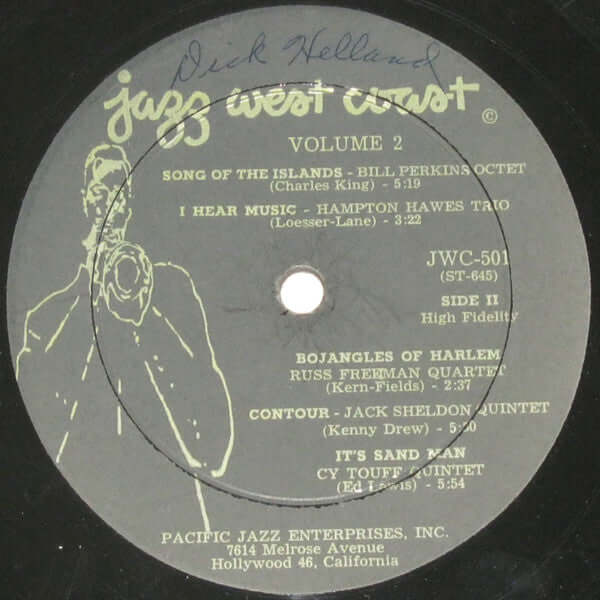 Dick Helland
jazz west coast ©
VOLUME 2
SONG OF THE ISLANDS - BILL PERKINS OCTET
(Charles King) - 5:19
I HEAR MUSIC - HAMPTON HAWES TRIO
(Loesser-Lane) - 3:22
JWC-501
(ST-645)
SIDE II
High Fidelity
BOJANGLES OF HARLEM
RUSS FREEMAN QUARTET
(Kern-Fields) - 2:37
CONTOUR - JACK SHELDON QUINTET
(Kenny Drew) -
IT'S SAND MAN
CY TOUFF QUINTET
(Ed Lewis) - 5:54
PACIFIC JAZZ ENTERPRISES, INC.
7614 Melrose Avenue
Hollywood 46, California